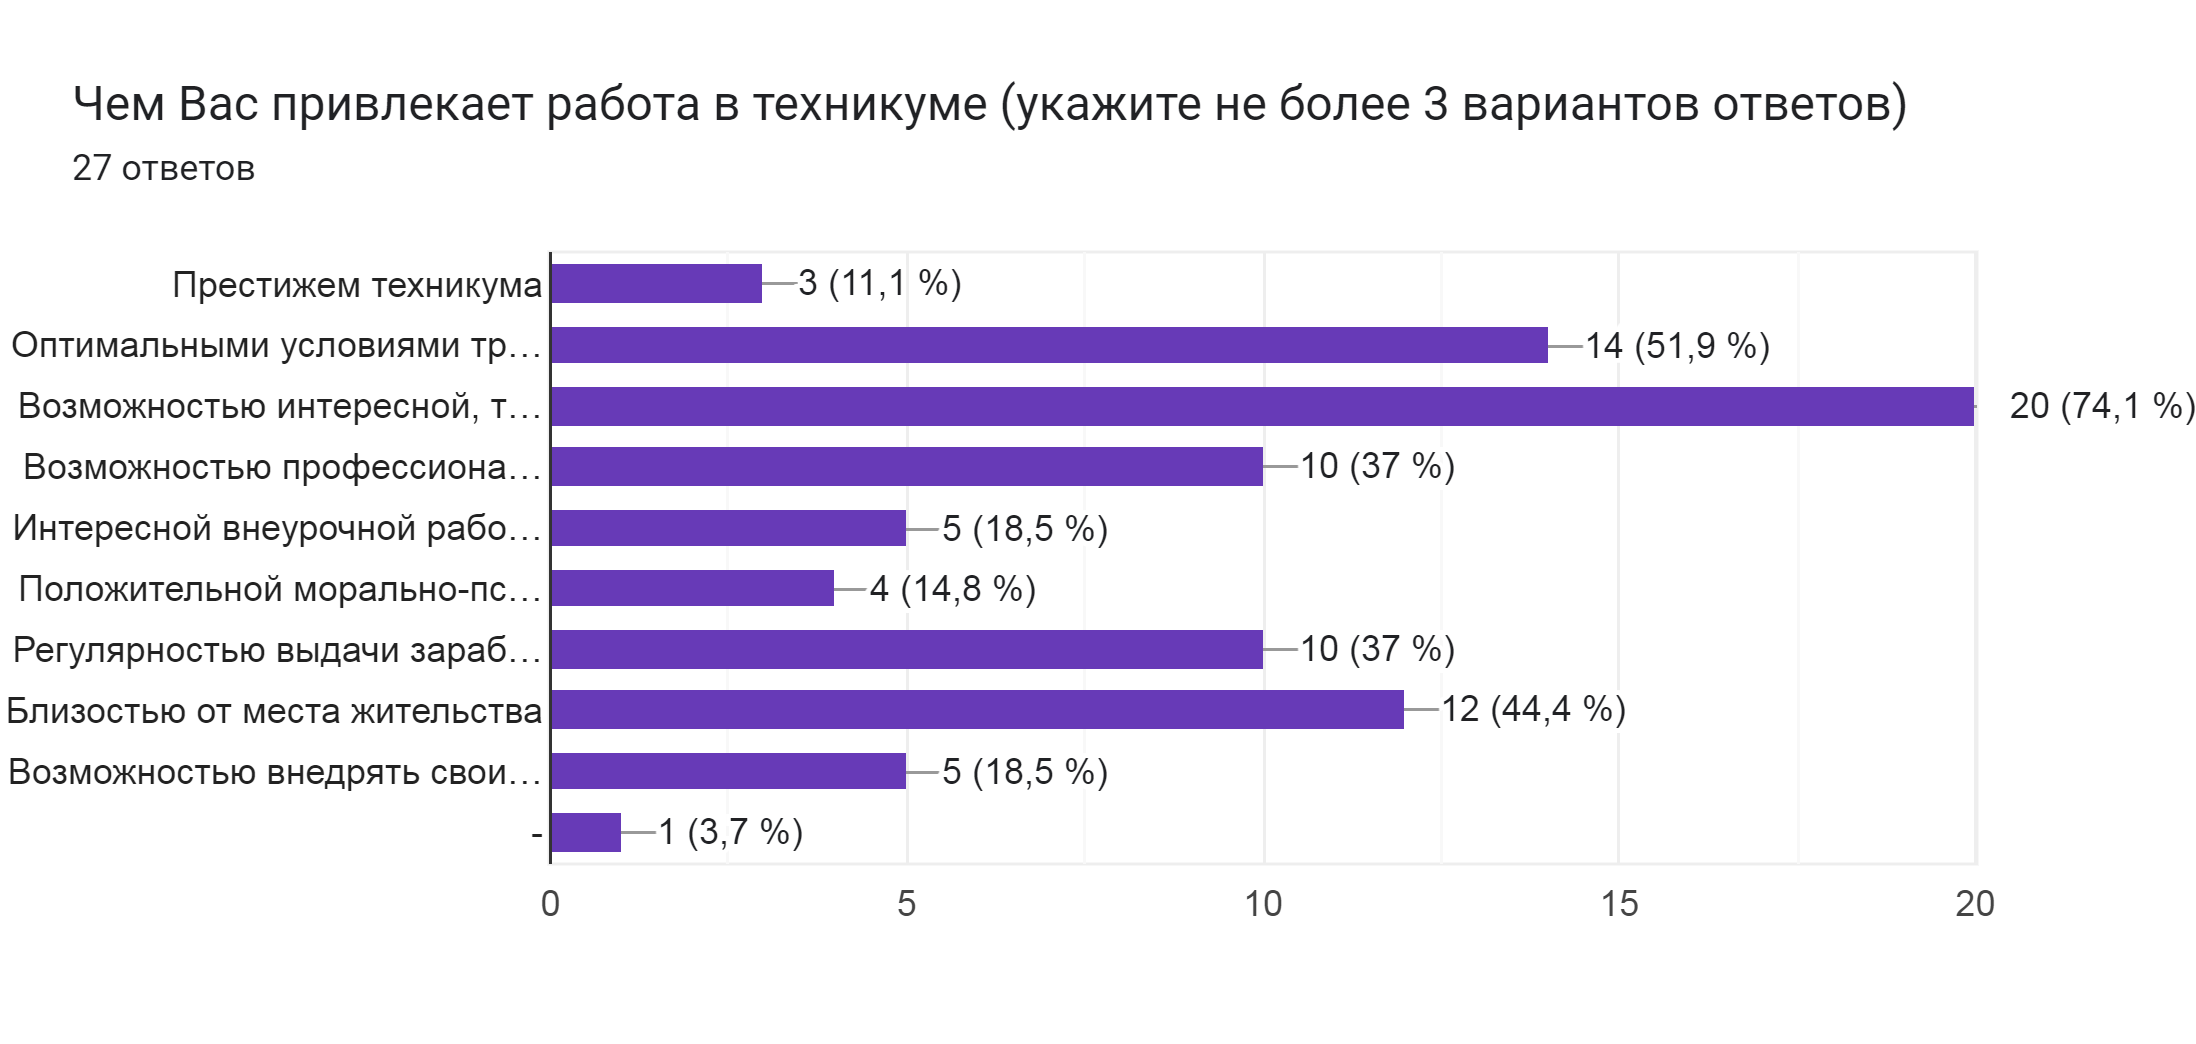 Чем Вас привлекает работа в техникуме (укажите не более 3 вариантов ответов)
27 ответов
Престижем техникума 3 (11,1 %)
Оптимальными условиями тр… 14 (51,9 %)
Возможностью интересной, т… 20 (74,1 %)
Возможностью профессиона… 10 (37 %)
Интересной внеурочной рабо… 5 (18,5 %)
Положительной морально-пс… 4 (14,8 %)
Регулярностью выдачи зараб… 10 (37 %)
Близостью от места жительства 12 (44,4 %)
Возможностью внедрять свои… 5 (18,5 %)
- 1 (3,7 %)
0 5 10 15 20